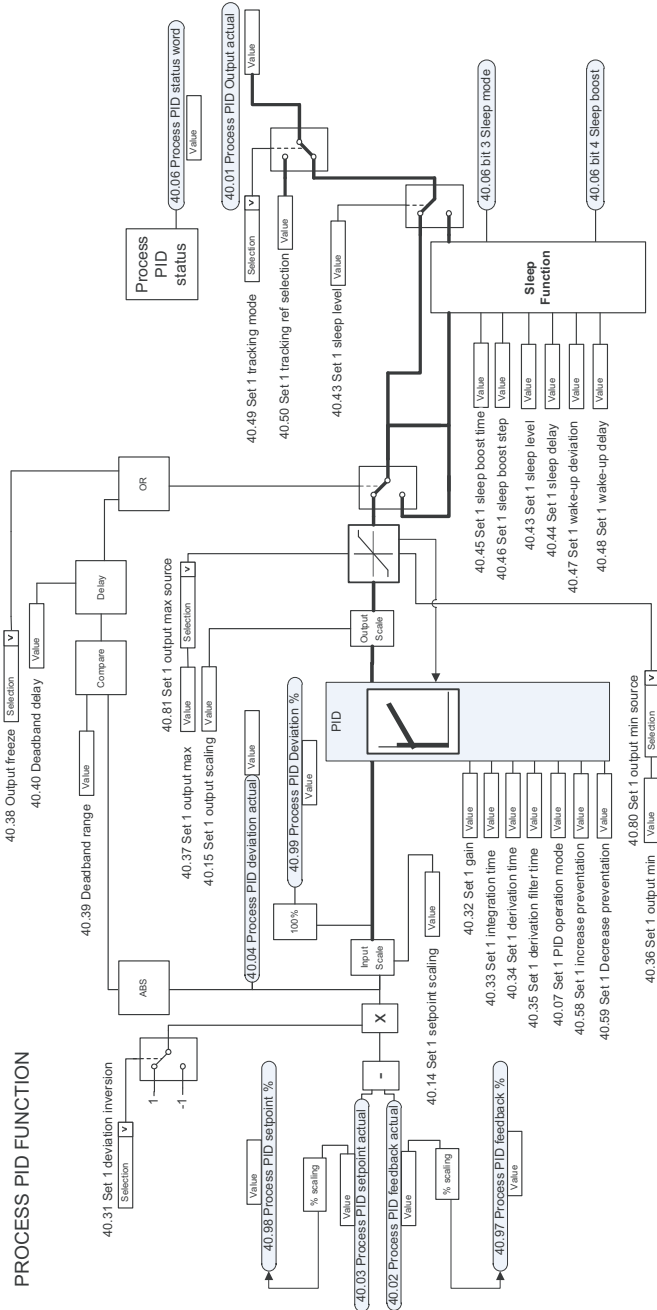 PROCESS PID FUNCTION
40.31 Set 1 deviation inversion
Selection
v
1
-1
Value
40.98 Process PID setpoint %
% scaling
Value
40.03 Process PID setpoint actual
40.02 Process PID feedback actual
Value
% scaling
40.97 Process PID feedback %
Value
-
X
ABS
40.04 Process PID deviation actual
Value
Input
Scale
100%
40.99 Process PID Deviation %
Value
Value
40.14 Set 1 setpoint scaling
40.38 Output freeze
Selection
v
40.40 Deadband delay
Value
40.39 Deadband range
Value
Compare
Delay
OR
40.81 Set 1 output max source
40.37 Set 1 output max
Value
Selection
v
40.15 Set 1 output scaling
Value
PID
Output
Scale
40.32 Set 1 gain
Value
40.33 Set 1 integration time
Value
40.34 Set 1 derivation time
Value
40.35 Set 1 derivation filter time
Value
40.07 Set 1 PID operation mode
Value
40.58 Set 1 increase preventation
Value
40.59 Set 1 Decrease preventation
Value
40.80 Set 1 output min source
40.36 Set 1 output min
Value
Selection
v
Process
PID
status
40.06 Process PID status word
Value
40.01 Process PID Output actual
Value
40.49 Set 1 tracking mode
Selection
v
40.50 Set 1 tracking ref selection
Value
40.43 Set 1 sleep level
Value
40.45 Set 1 sleep boost time
Value
40.46 Set 1 sleep boost step
Value
40.43 Set 1 sleep level
Value
40.44 Set 1 sleep delay
Value
40.47 Set 1 wake-up deviation
Value
40.48 Set 1 wake-up delay
Value
Sleep
Function
40.06 bit 3 Sleep mode
40.06 bit 4 Sleep boost